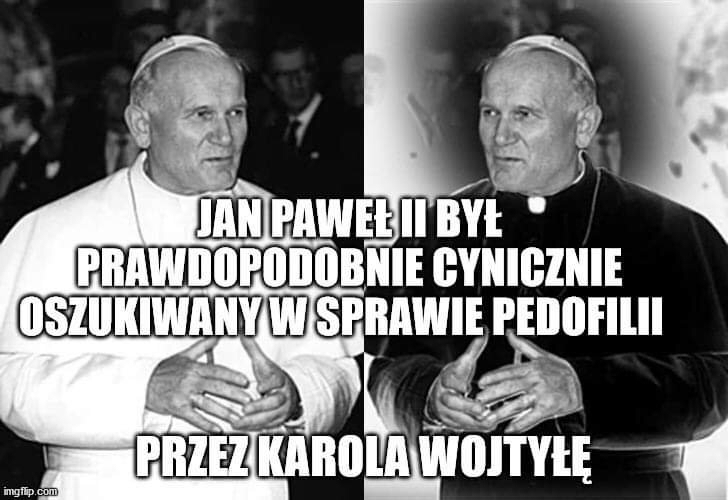 JAN PAWEŁ II BYŁ
PRAWDOPODOBNIE CYNICZNIE
OSZUKIWANY W SPRAWIE PEDOFILII
PRZEZ KAROLA WOJTYŁĘ
imgflip.com